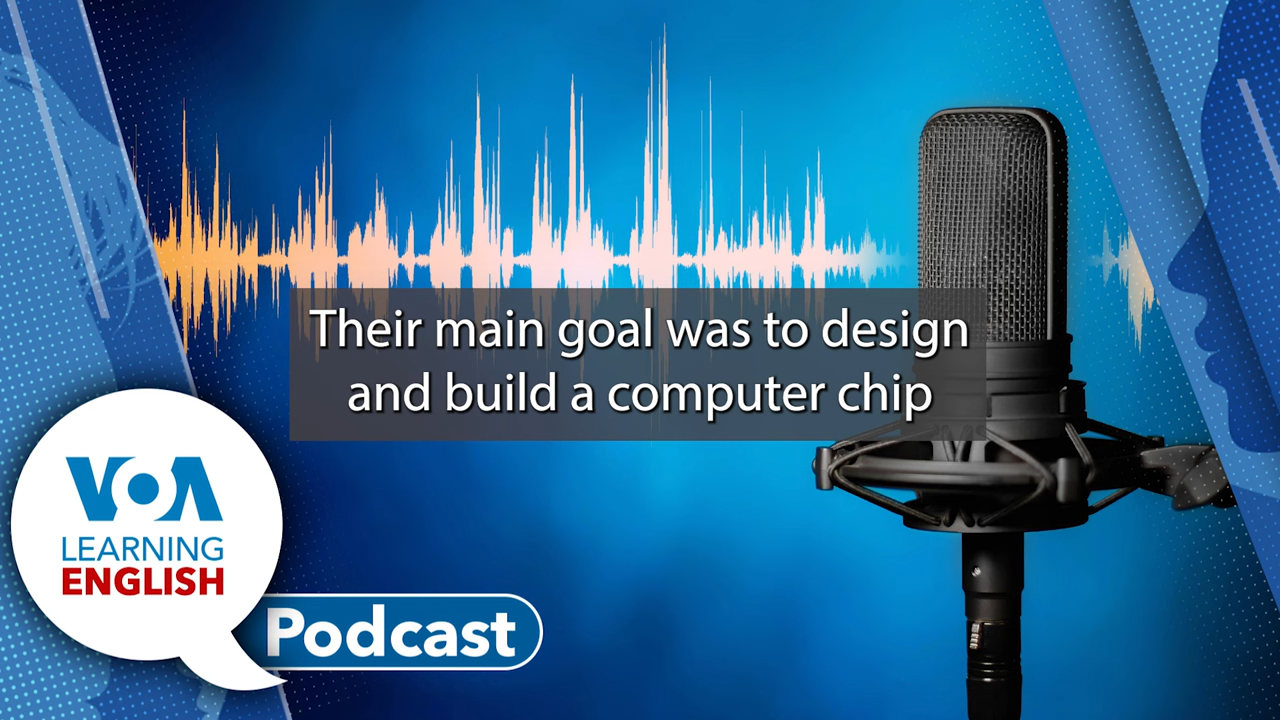 Their main goal was to design
and build a computer chip
VOA
LEARNING
ENGLISH
Podcast